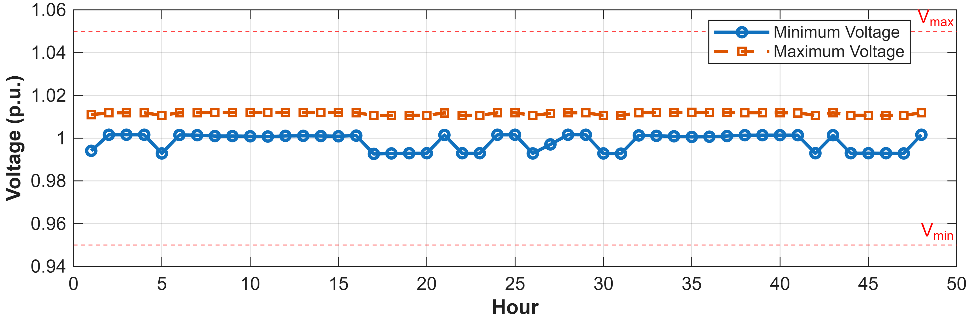 Voltage (p.u.)
1.06
1.04
1.02
1
0.98
0.96
0.94
Vmax
Minimum Voltage
Maximum Voltage
Vmin
0 5 10 15 20 25 30 35 40 45 50
Hour